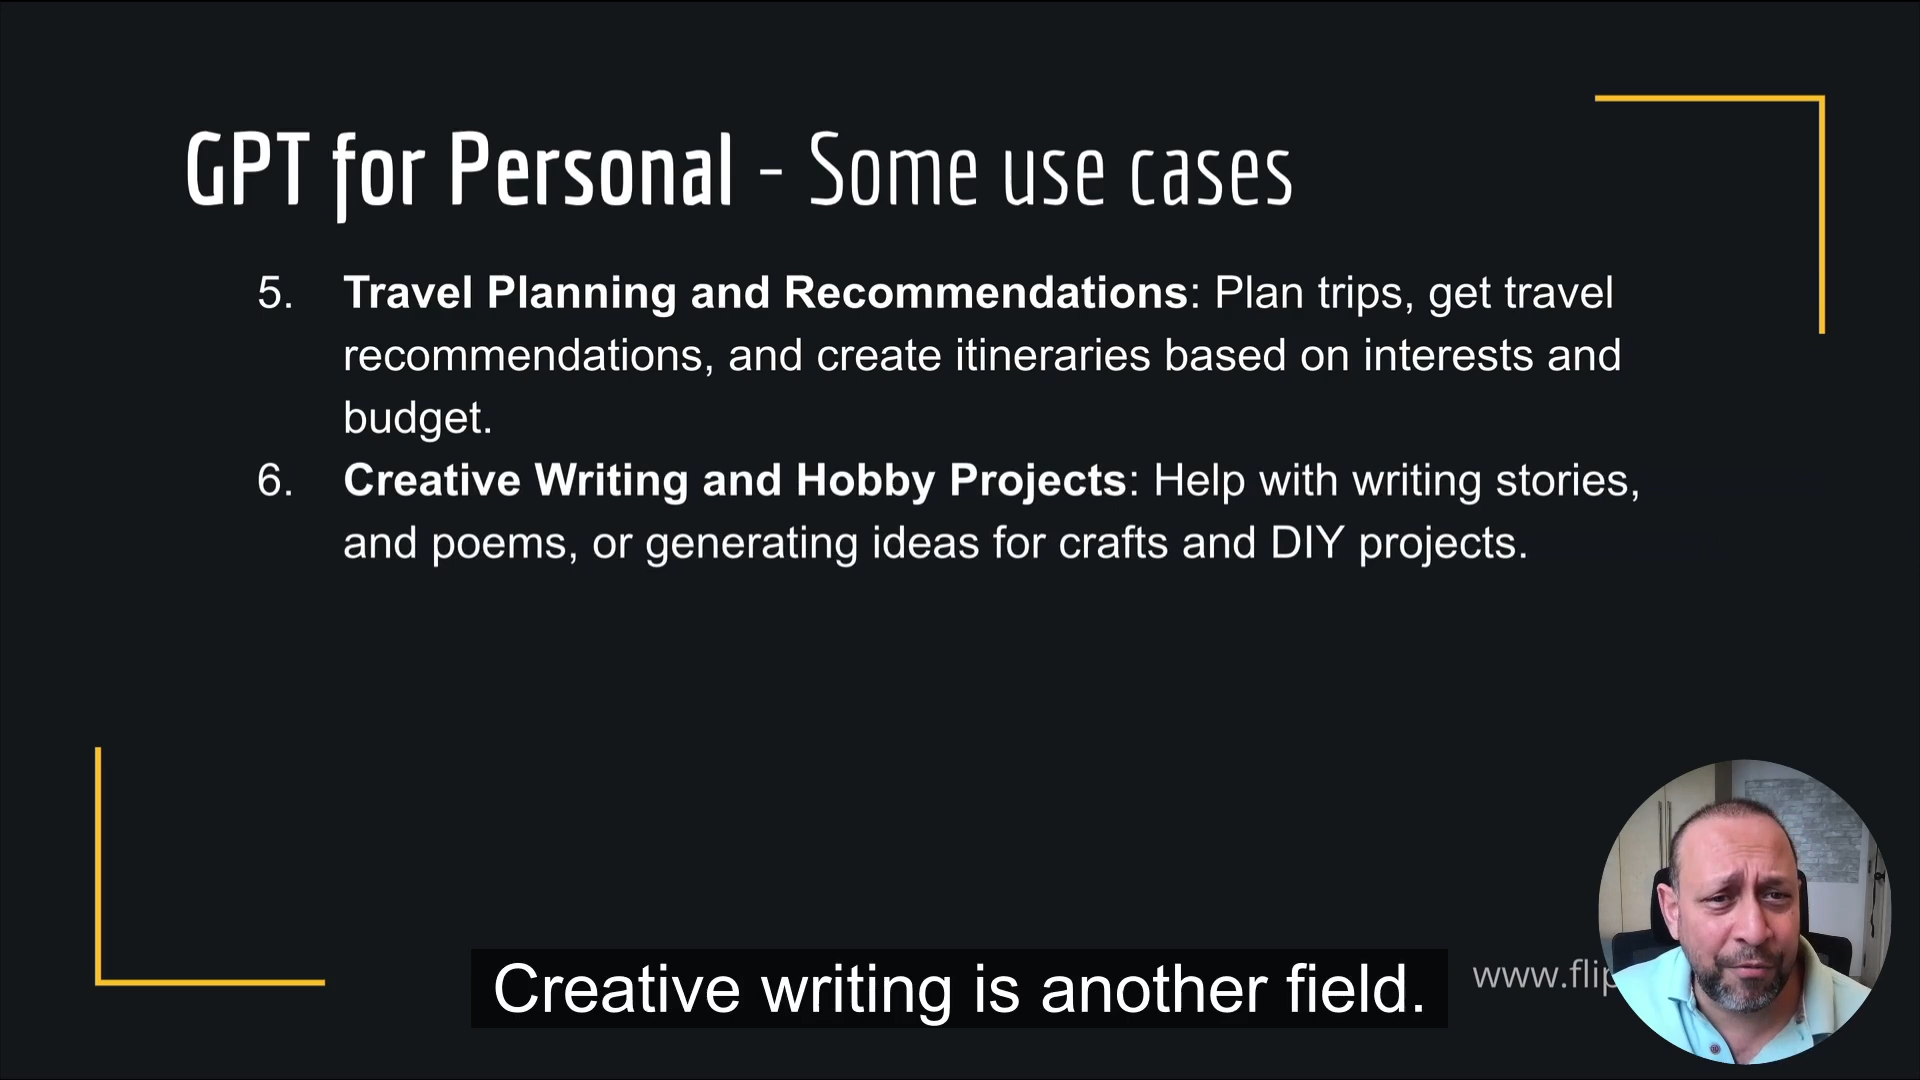 GPT for Personal - Some use cases
5. Travel Planning and Recommendations: Plan trips, get travel
recommendations, and create itineraries based on interests and
budget.
6. Creative Writing and Hobby Projects: Help with writing stories,
and poems, or generating ideas for crafts and DIY projects.
Creative writing is another field.